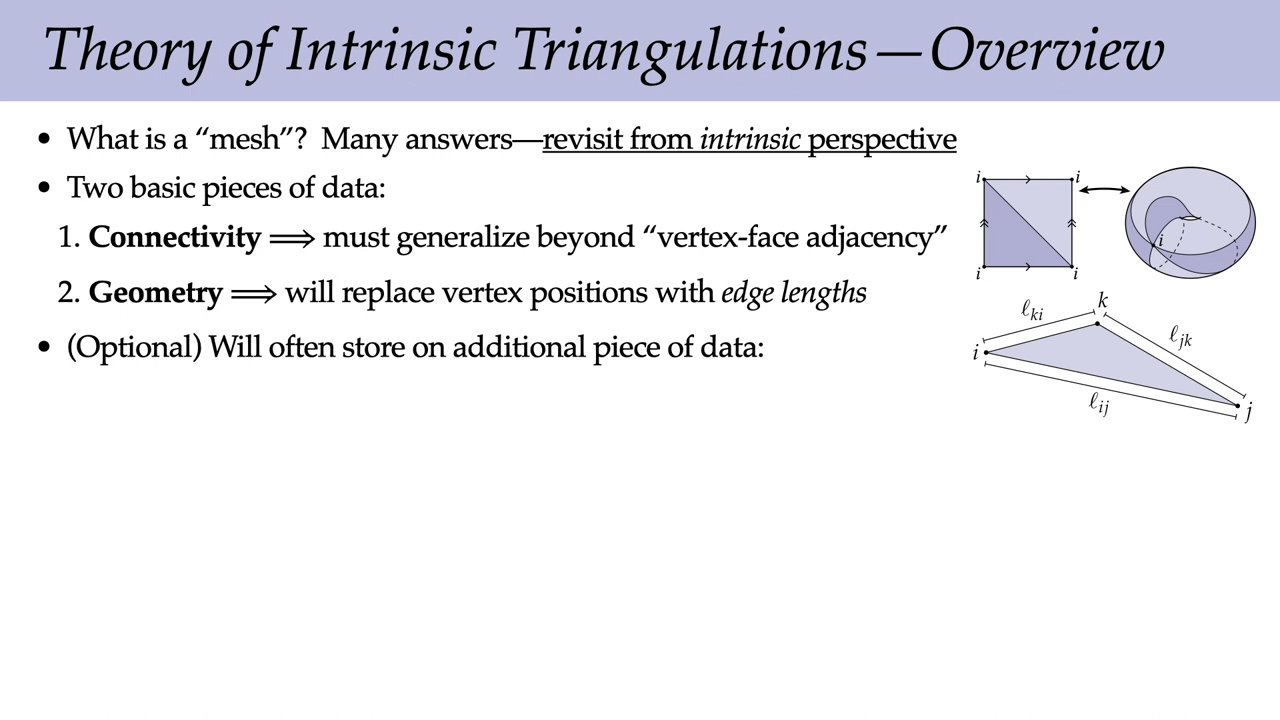 Theory of Intrinsic Triangulations—Overview
• What is a “mesh”? Many answers—revisit from intrinsic perspective
• Two basic pieces of data:
1. Connectivity ⟹ must generalize beyond “vertex-face adjacency”
2. Geometry ⟹ will replace vertex positions with edge lengths
• (Optional) Will often store on additional piece of data:
i i
i i
i
k
ℓki
ℓjk
i
ℓij
j